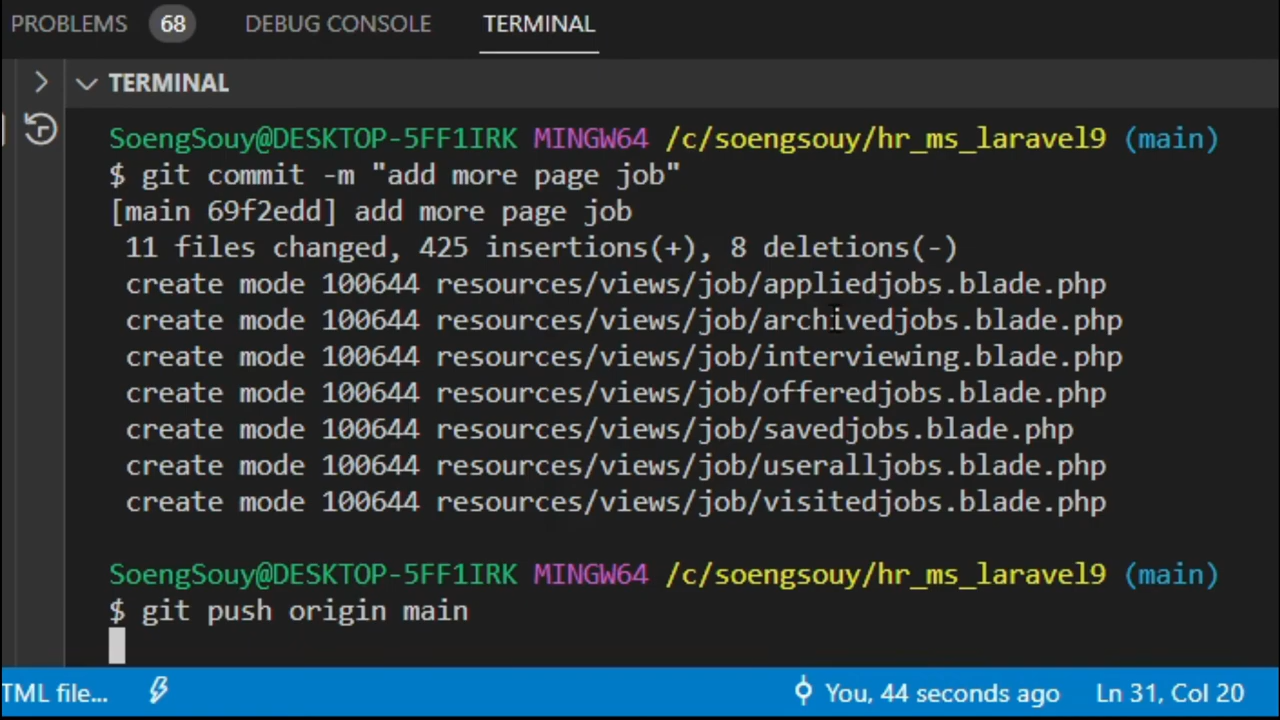 PROBLEMS 68 DEBUG CONSOLE TERMINAL
TERMINAL
SoengSouy@DESKTOP-5FF1IRK MINGW64 /c/soengsouy/hr_ms_laravel9 (main)
$ git commit -m "add more page job"
[main 69f2edd] add more page job
11 files changed, 425 insertions(+), 8 deletions(-)
create mode 100644 resources/views/job/appliedjobs.blade.php
create mode 100644 resources/views/job/archivedjobs.blade.php
create mode 100644 resources/views/job/interviewing.blade.php
create mode 100644 resources/views/job/offeredjobs.blade.php
create mode 100644 resources/views/job/savedjobs.blade.php
create mode 100644 resources/views/job/useralljobs.blade.php
create mode 100644 resources/views/job/visitedjobs.blade.php
SoengSouy@DESKTOP-5FF1IRK MINGW64 /c/soengsouy/hr_ms_laravel9 (main)
$ git push origin main
TML file... You, 44 seconds ago Ln 31, Col 20